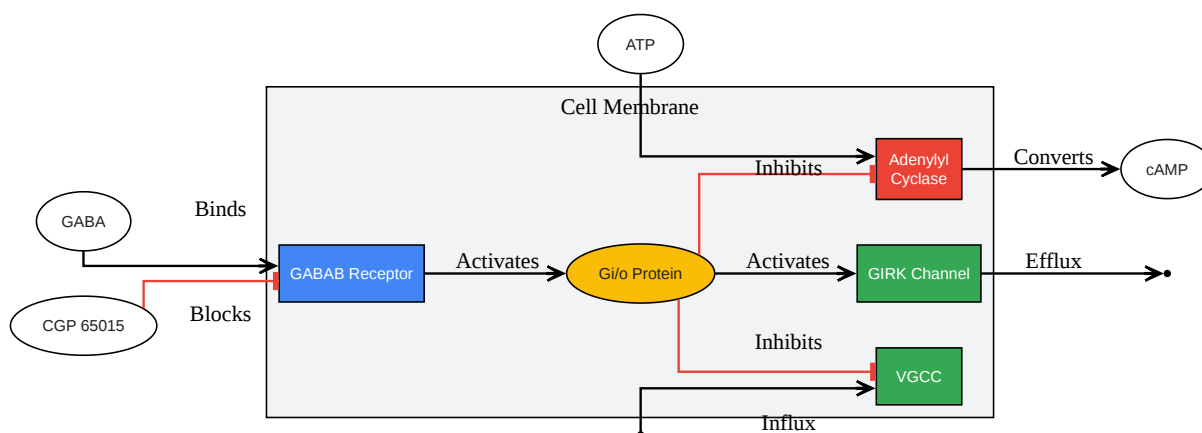 ATP
Cell Membrane
Inhibits
Adenylyl
Cyclase
Converts
cAMP
GABA
Binds
GABAB Receptor
Activates
Gi/o Protein
Activates
GIRK Channel
Efflux
CGP 65015
Blocks
Inhibits
VGCC
Influx